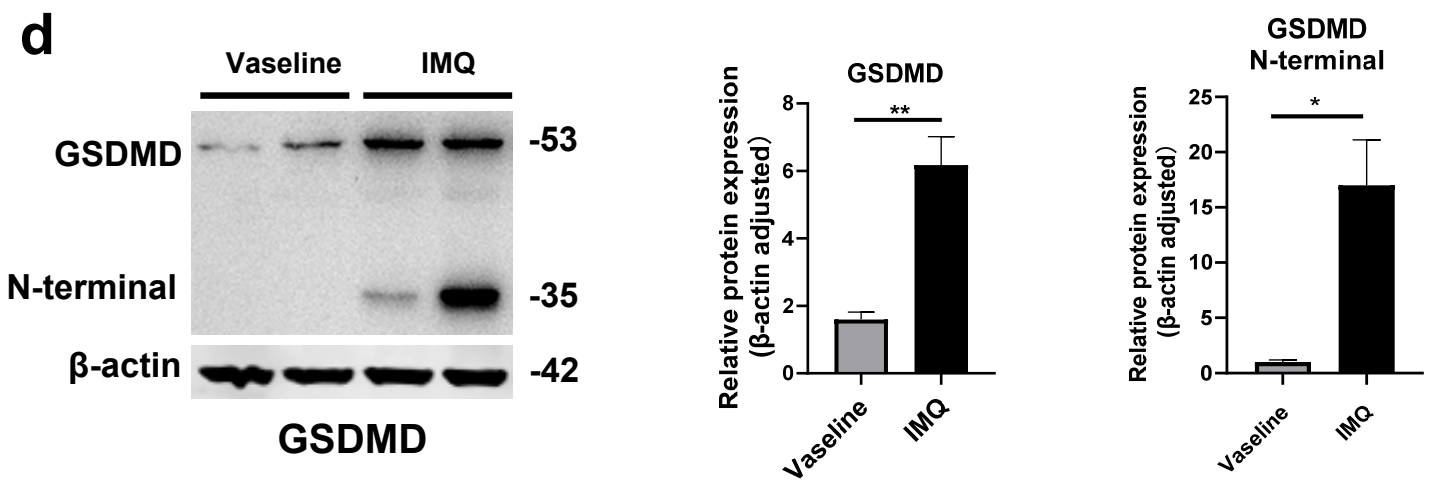 d
Vaseline IMQ
GSDMD
-53
N-terminal
-35
β-actin
-42
GSDMD
GSDMD
Relative protein expression
(β-actin adjusted)
8
6
4
2
0
**
Vaseline
IMQ
GSDMD
N-terminal
Relative protein expression
(β-actin adjusted)
25
20
15
10
5
0
*
Vaseline
IMQ